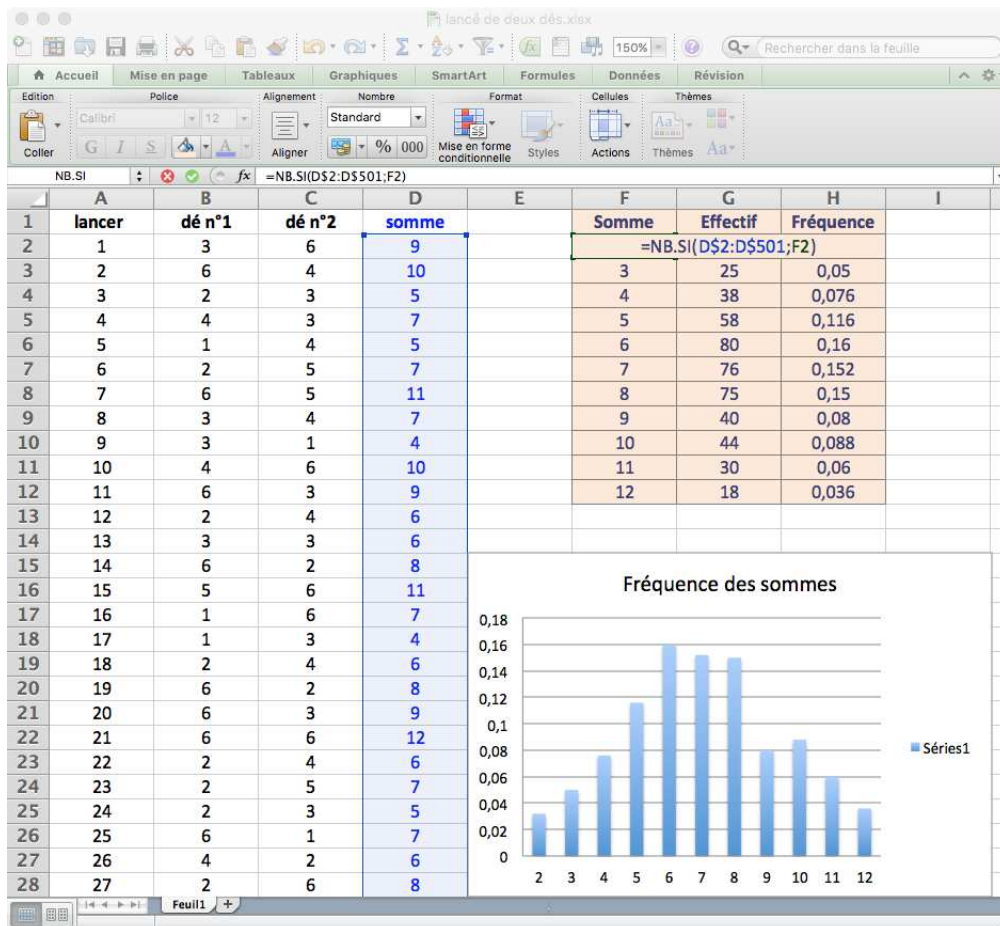 lancé de deux dés.xlsx
150% Rechercher dans la feuille
Accueil Mise en page Tableaux Graphiques SmartArt Formules Données Révision
Edition Police Alignement Nombre Format Cellules Thèmes
Calibri 12 Standard
Coller G I S A Aligner % 000 Mise en forme conditionnelle Styles Actions Thèmes Aa
NB.SI fx =NB.SI(D$2:D$501;F2)
A B C D E F G H I
1 lancer dé n°1 dé n°2 somme Somme Effectif Fréquence
2 1 3 6 9 =NB.SI(D$2:D$501;F2)
3 2 6 4 10 3 25 0,05
4 3 2 3 5 4 38 0,076
5 4 4 3 7 5 58 0,116
6 5 1 4 5 6 80 0,16
7 6 2 5 7 7 76 0,152
8 7 6 5 11 8 75 0,15
9 8 3 4 7 9 40 0,08
10 9 3 1 4 10 44 0,088
11 10 4 6 10 11 30 0,06
12 11 6 3 9 12 18 0,036
13 12 2 4 6
14 13 3 3 6
15 14 6 2 8
16 15 5 6 11
17 16 1 6 7
18 17 1 3 4
19 18 2 4 6
20 19 6 2 8
21 20 6 3 9
22 21 6 6 12
23 22 2 4 6
24 23 2 5 7
25 24 2 3 5
26 25 6 1 7
27 26 4 2 6
28 27 2 6 8
Fréquence des sommes
0,18
0,16
0,14
0,12
0,1
0,08
0,06
0,04
0,02
0
2 3 4 5 6 7 8 9 10 11 12
Séries1
Feuil1 +